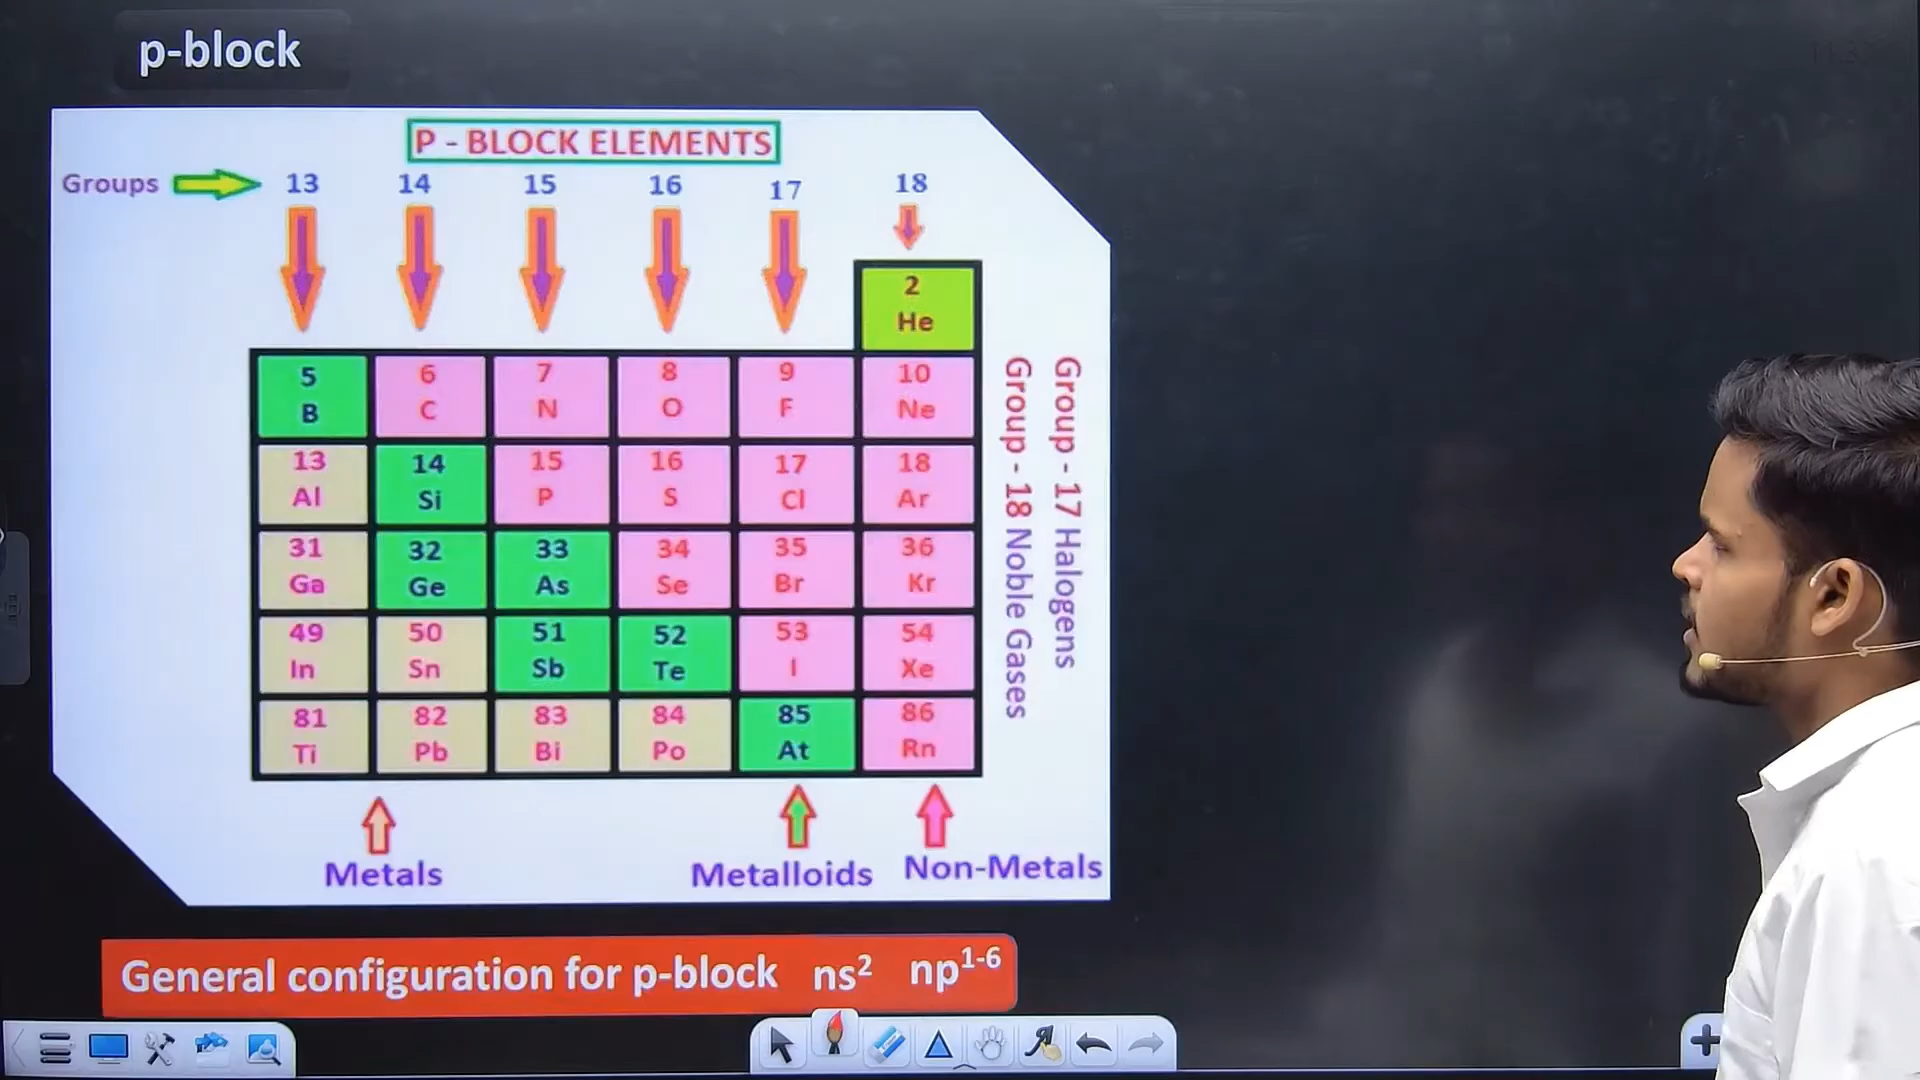 p-block
P - BLOCK ELEMENTS
Groups 13 14 15 16 17 18
2
He
5 6 7 8 9 10
B C N O F Ne
13 14 15 16 17 18
Al Si P S Cl Ar
31 32 33 34 35 36
Ga Ge As Se Br Kr
49 50 51 52 53 54
In Sn Sb Te I Xe
81 82 83 84 85 86
Ti Pb Bi Po At Rn
Group - 17 Halogens
Group - 18 Noble Gases
Metals Metalloids Non-Metals
General configuration for p-block ns² np¹⁻⁶